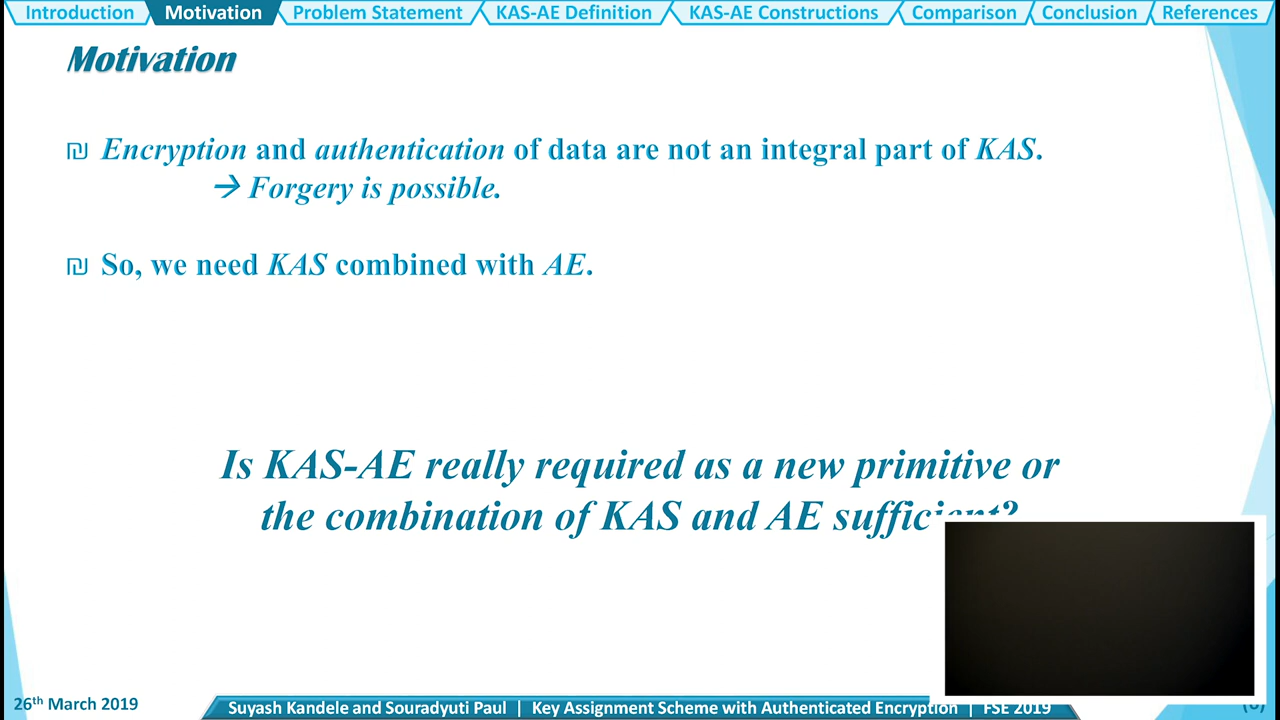 Introduction Motivation Problem Statement KAS-AE Definition KAS-AE Constructions Comparison Conclusion References
Motivation
Encryption and authentication of data are not an integral part of KAS.
→ Forgery is possible.
So, we need KAS combined with AE.
Is KAS-AE really required as a new primitive or
the combination of KAS and AE sufficient?
26th March 2019 Suyash Kandele and Souradyuti Paul | Key Assignment Scheme with Authenticated Encryption | FSE 2019